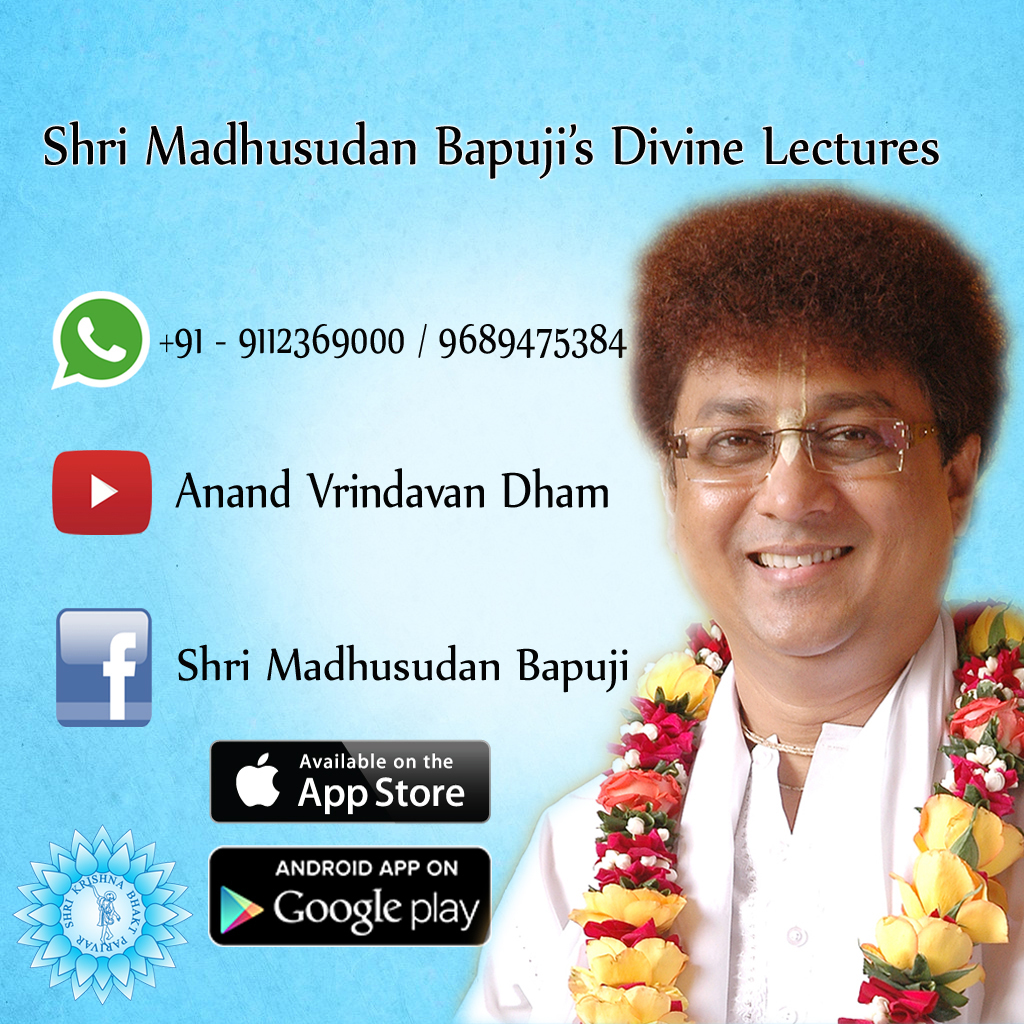 Shri Madhusudan Bapuji's Divine Lectures
+91 - 9112369000 / 9689475384
Anand Vrindavan Dham
f
Shri Madhusudan Bapuji
Available on the
App Store
ANDROID APP ON
Google play
SHRI KRISHNA BHAKT PARIVAR